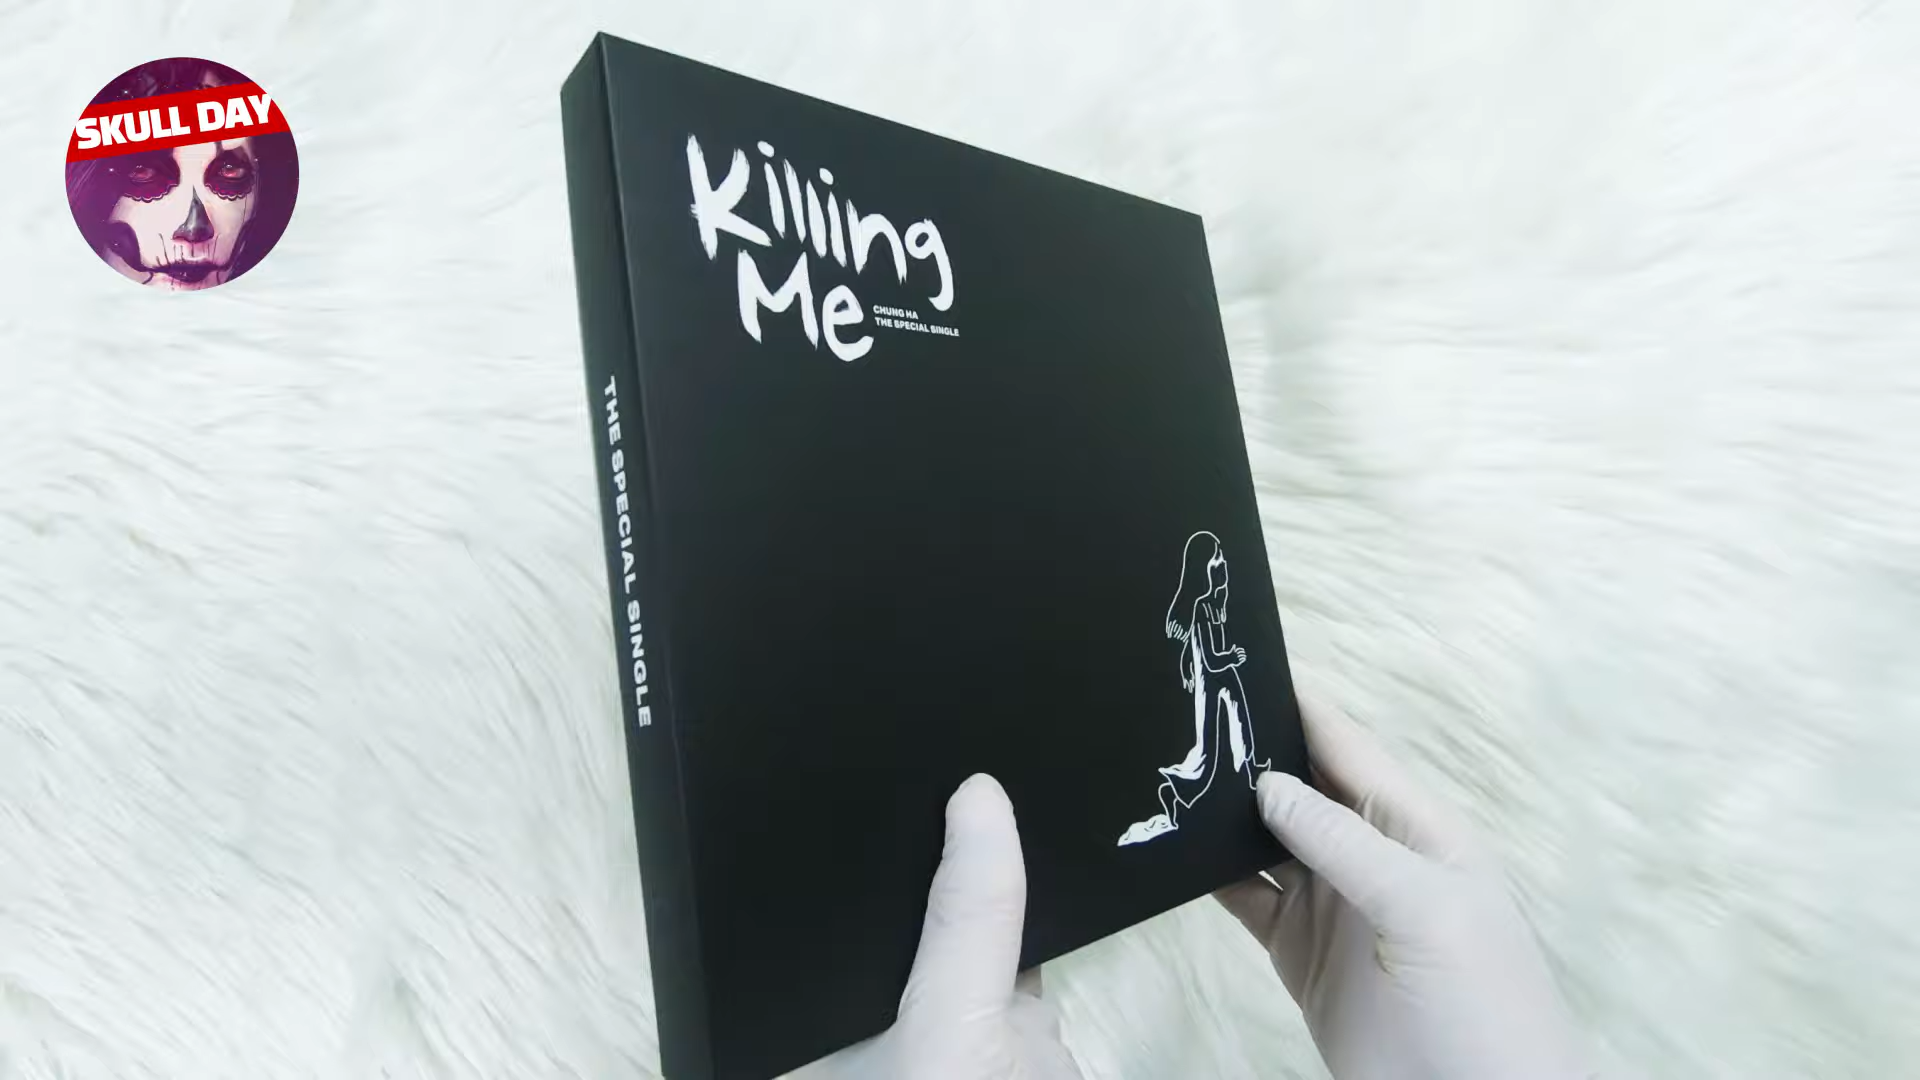 SKULL DAY
Killing
Me
CHUNG HA
THE SPECIAL SINGLE
THE SPECIAL SINGLE